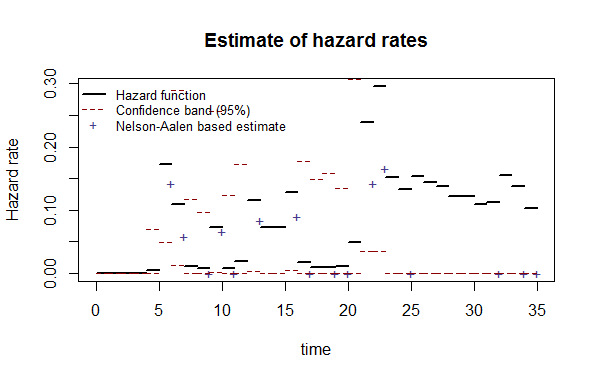 Estimate of hazard rates
Hazard function
Confidence band (95%)
Nelson-Aalen based estimate
Hazard rate
0.30
0.20
0.10
0.00
0 5 10 15 20 25 30 35
time